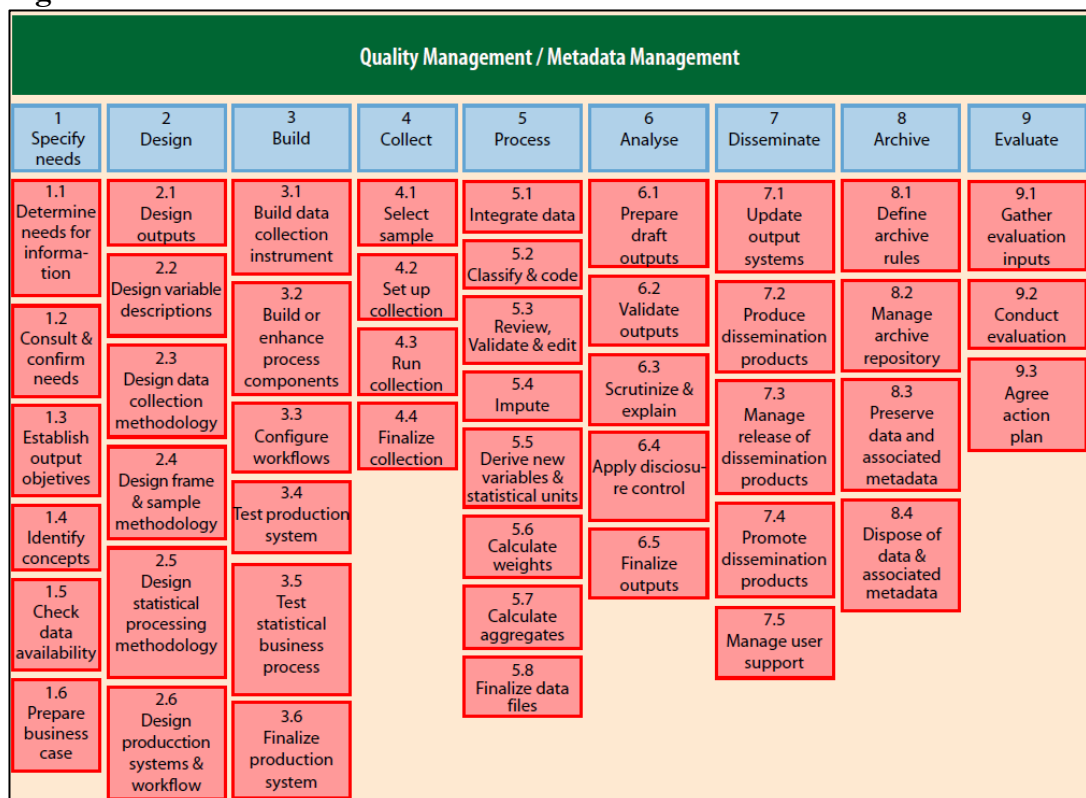 Quality Management / Metadata Management
1
Specify
needs
2
Design
3
Build
4
Collect
5
Process
6
Analyse
7
Disseminate
8
Archive
9
Evaluate
1.1
Determine
needs for
informa-
tion
1.2
Consult &
confirm
needs
1.3
Establish
output
objetives
1.4
Identify
concepts
1.5
Check
data
availability
1.6
Prepare
business
case
2.1
Design
outputs
2.2
Design variable
descriptions
2.3
Design data
collection
methodology
2.4
Design frame
& sample
methodology
2.5
Design
statistical
processing
methodology
2.6
Design
producction
systems &
workflow
3.1
Build data
collection
instrument
3.2
Build or
enhance
process
components
3.3
Configure
workflows
3.4
Test production
system
3.5
Test
statistical
business
process
3.6
Finalize
production
system
4.1
Select
sample
4.2
Set up
collection
4.3
Run
collection
4.4
Finalize
collection
5.1
Integrate data
5.2
Classify & code
5.3
Review,
Validate & edit
5.4
Impute
5.5
Derive new
variables &
statistical units
5.6
Calculate
weights
5.7
Calculate
aggregates
5.8
Finalize data
files
6.1
Prepare
draft
outputs
6.2
Validate
outputs
6.3
Scrutinize &
explain
6.4
Apply disciosu-
re control
6.5
Finalize
outputs
7.1
Update
output
systems
7.2
Produce
dissemination
products
7.3
Manage
release of
dissemination
products
7.4
Promote
dissemination
products
7.5
Manage user
support
8.1
Define
archive
rules
8.2
Manage
archive
repository
8.3
Preserve
data and
associated
metadata
8.4
Dispose of
data &
associated
metadata
9.1
Gather
evaluation
inputs
9.2
Conduct
evaluation
9.3
Agree
action
plan